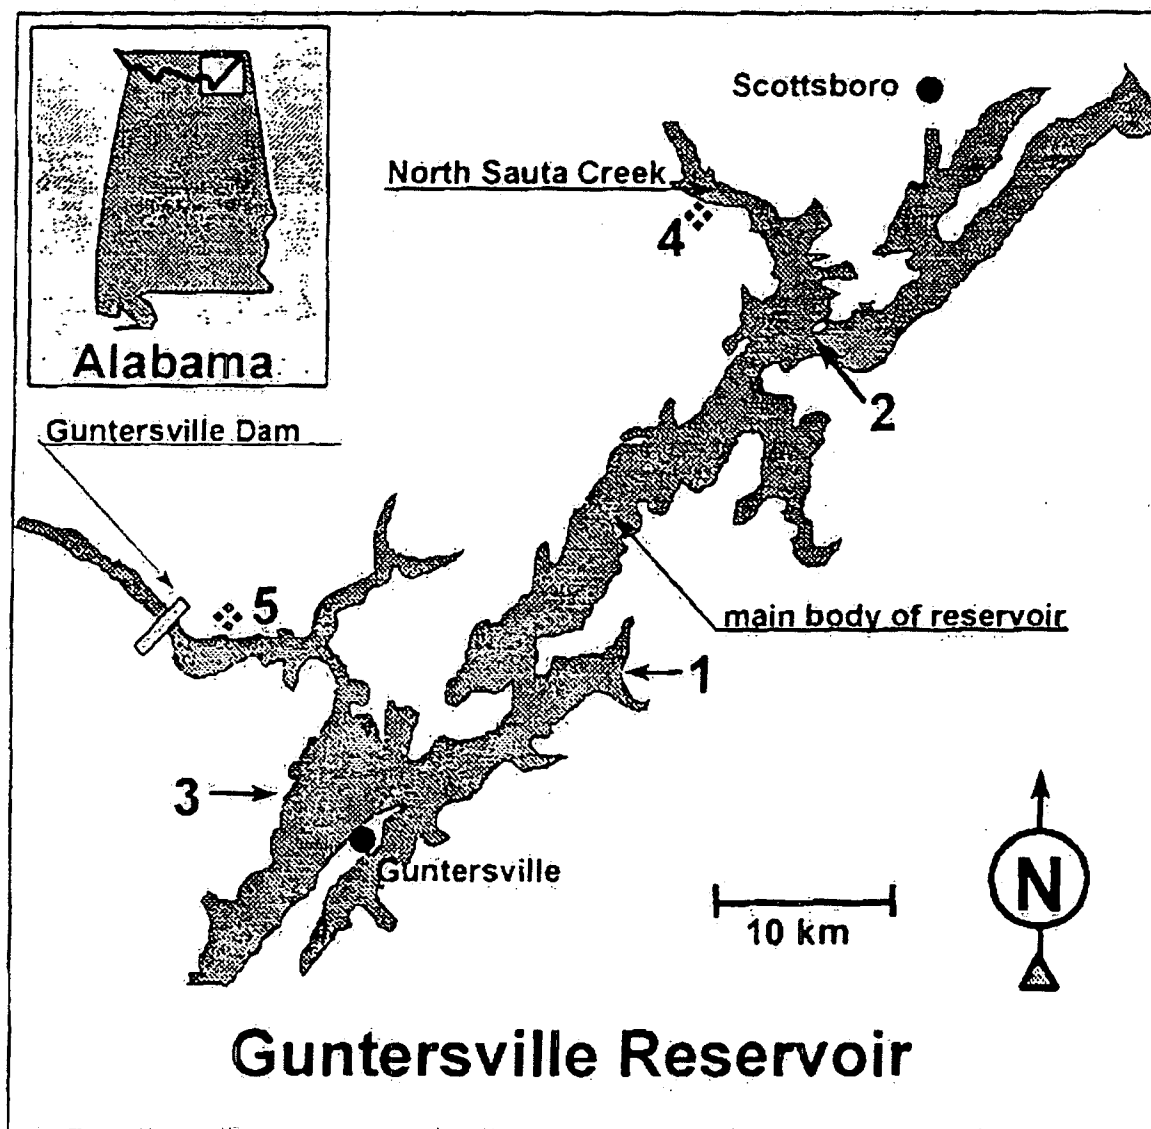 Scottsboro
North Sauta Creek
4
Alabama
2
Guntersville Dam
5
main body of reservoir
1
3
Guntersville
N
10 km
Guntersville Reservoir